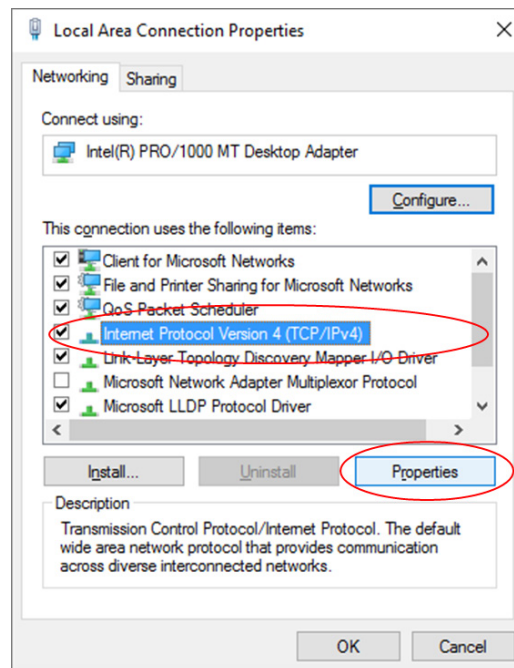 Local Area Connection Properties
Networking Sharing
Connect using:
Intel(R) PRO/1000 MT Desktop Adapter
Configure...
This connection uses the following items:
Client for Microsoft Networks
File and Printer Sharing for Microsoft Networks
QoS Packet Scheduler
Internet Protocol Version 4 (TCP/IPv4)
Link-Layer Topology Discovery Mapper I/O Driver
Microsoft Network Adapter Multiplexor Protocol
Microsoft LLDP Protocol Driver
Install... Uninstall Properties
Description
Transmission Control Protocol/Internet Protocol. The default
wide area network protocol that provides communication
across diverse interconnected networks.
OK Cancel